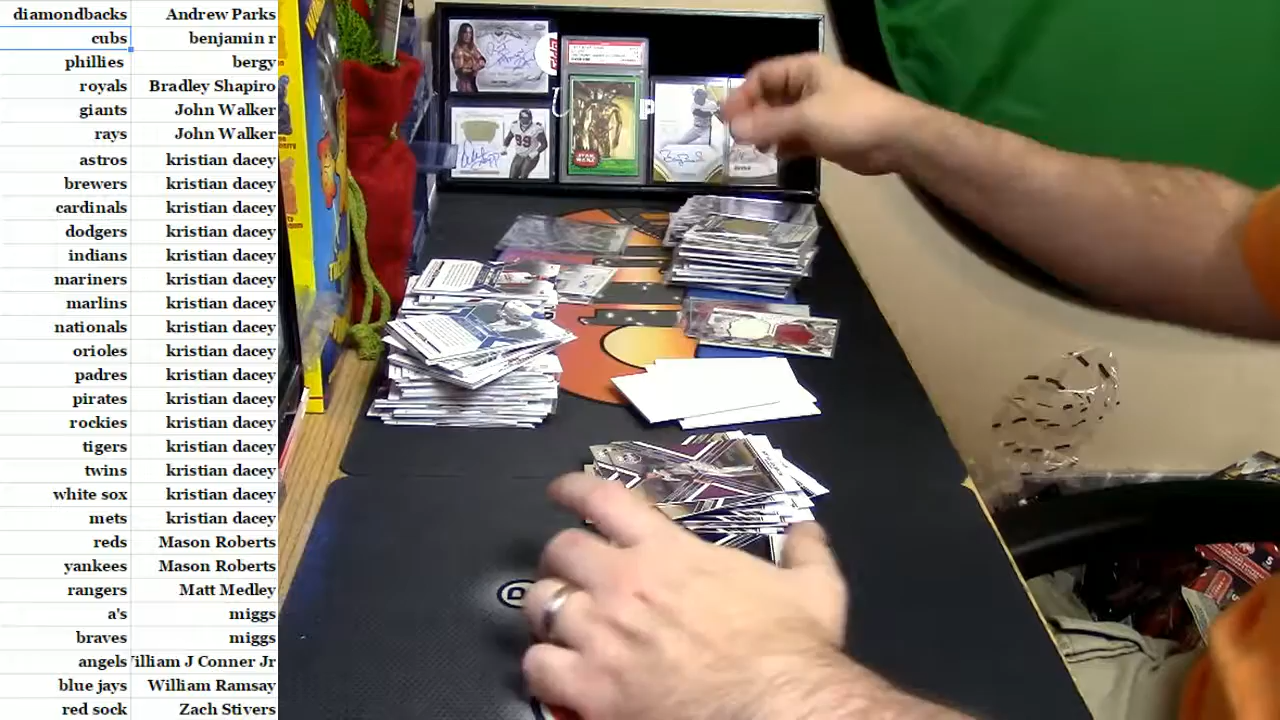 diamondbacks Andrew Parks
cubs benjamin r
phillies bergy
royals Bradley Shapiro
giants John Walker
rays John Walker
astros kristian dacey
brewers kristian dacey
cardinals kristian dacey
dodgers kristian dacey
indians kristian dacey
mariners kristian dacey
marlins kristian dacey
nationals kristian dacey
orioles kristian dacey
padres kristian dacey
pirates kristian dacey
rockies kristian dacey
tigers kristian dacey
twins kristian dacey
white sox kristian dacey
mets kristian dacey
reds Mason Roberts
yankees Mason Roberts
rangers Matt Medley
a's miggs
braves miggs
angels illiam J Conner Jr
blue jays William Ramsay
red sock Zach Stivers
STAR WARS
99